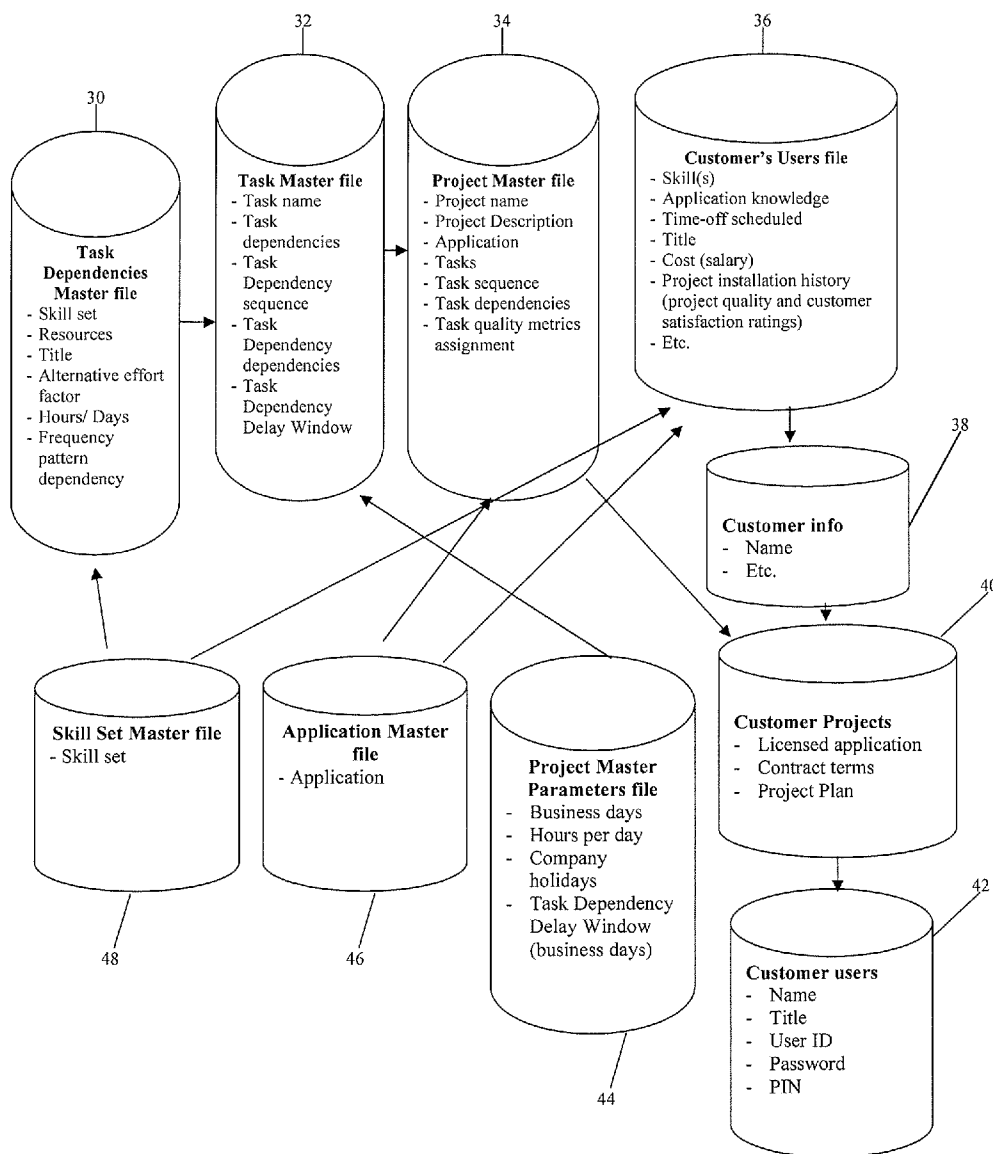 32
34
36
30
Task
Dependencies
Master file
- Skill set
- Resources
- Title
- Alternative effort
factor
- Hours/ Days
- Frequency
pattern
dependency
Task Master file
- Task name
- Task
dependencies
- Task
Dependency
sequence
- Task
Dependency
dependencies
- Task
Dependency
Delay Window
Project Master file
- Project name
- Project Description
- Application
- Tasks
- Task sequence
- Task dependencies
- Task quality metrics
assignment
Customer's Users file
- Skill(s)
- Application knowledge
- Time-off scheduled
- Title
- Cost (salary)
- Project installation history
(project quality and customer
satisfaction ratings)
- Etc.
38
Customer info
- Name
- Etc.
40
Skill Set Master file
- Skill set
48
Application Master
file
- Application
46
Project Master
Parameters file
- Business days
- Hours per day
- Company
holidays
- Task Dependency
Delay Window
(business days)
44
Customer Projects
- Licensed application
- Contract terms
- Project Plan
42
Customer users
- Name
- Title
- User ID
- Password
- PIN